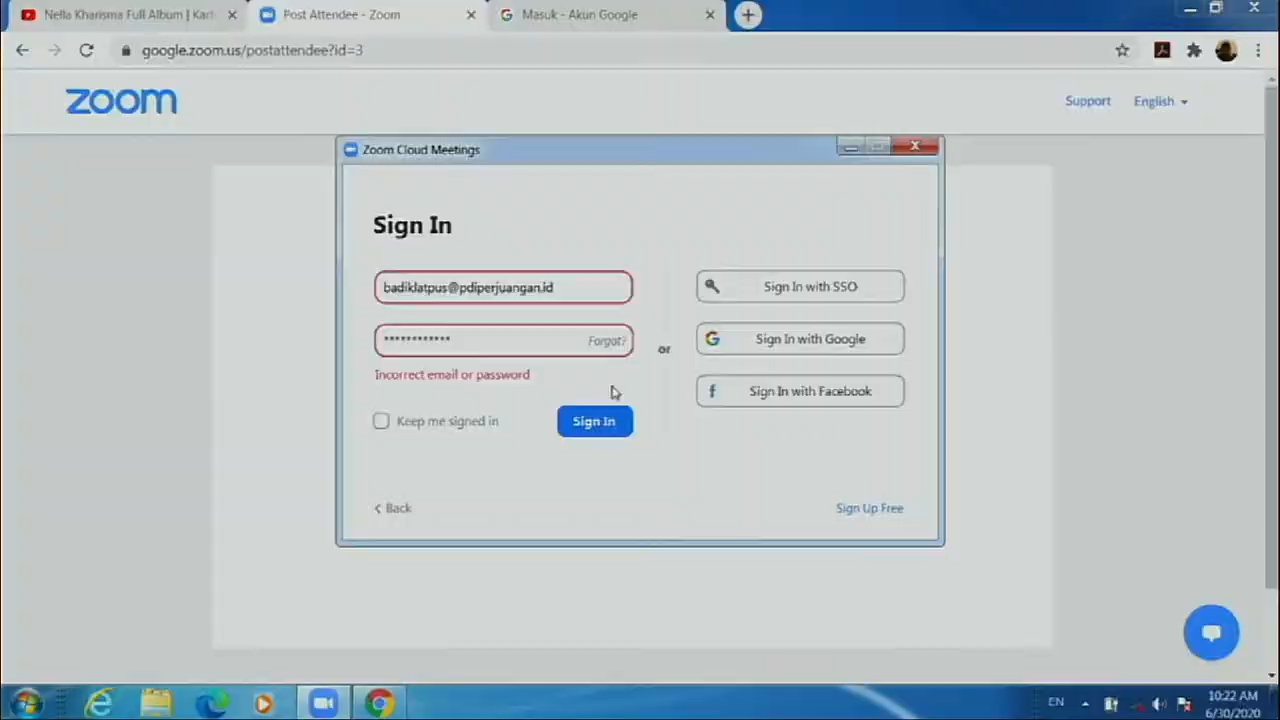 Nella Kharisma Full Album | Kart
Post Attendee - Zoom
Masuk - Akun Google
google.zoom.us/postattendee?id=3
zoom
Support
English
Zoom Cloud Meetings
Sign In
badiklatpus@pdiperjuangan.id
************
Forgot?
Incorrect email or password
Keep me signed in
Sign In
or
Sign In with SSO
Sign In with Google
Sign In with Facebook
< Back
Sign Up Free
EN
10:22 AM
6/30/2020